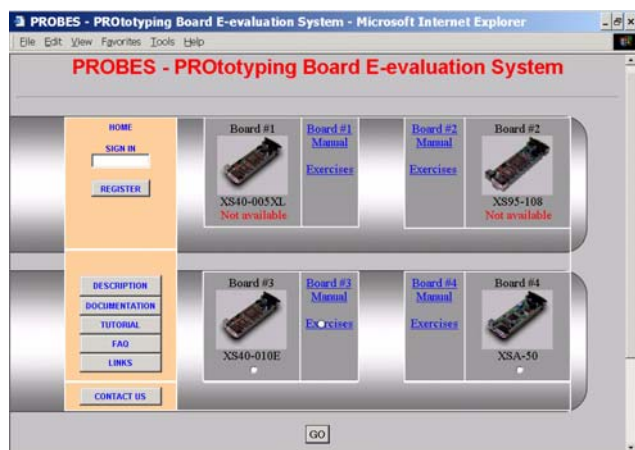 PROBES - PROtotyping Board E-evaluation System - Microsoft Internet Explorer
File Edit View Favorites Tools Help
PROBES - PROtotyping Board E-evaluation System
HOME
SIGN IN
REGISTER
Board #1
XS40-005XL
Not available
Board #1
Manual
Exercises
Board #2
Manual
Exercises
Board #2
XS95-108
Not available
DESCRIPTION
DOCUMENTATION
TUTORIAL
FAQ
LINKS
CONTACT US
Board #3
XS40-010E
Board #3
Manual
Exercises
Board #4
Manual
Exercises
Board #4
XSA-50
GO